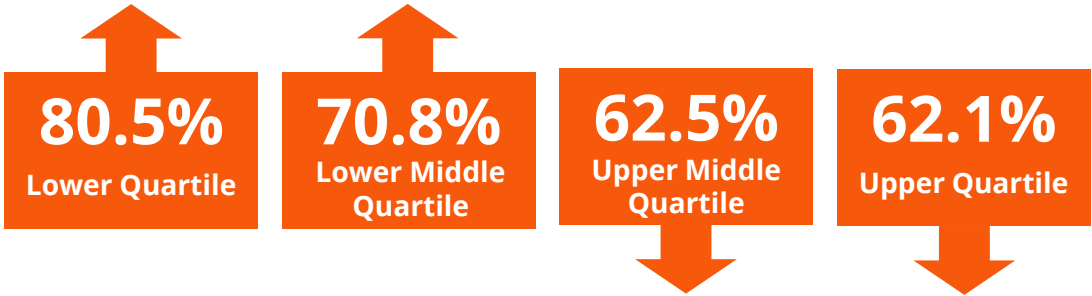 80.5%
Lower Quartile
70.8%
Lower Middle
Quartile
62.5%
Upper Middle
Quartile
62.1%
Upper Quartile